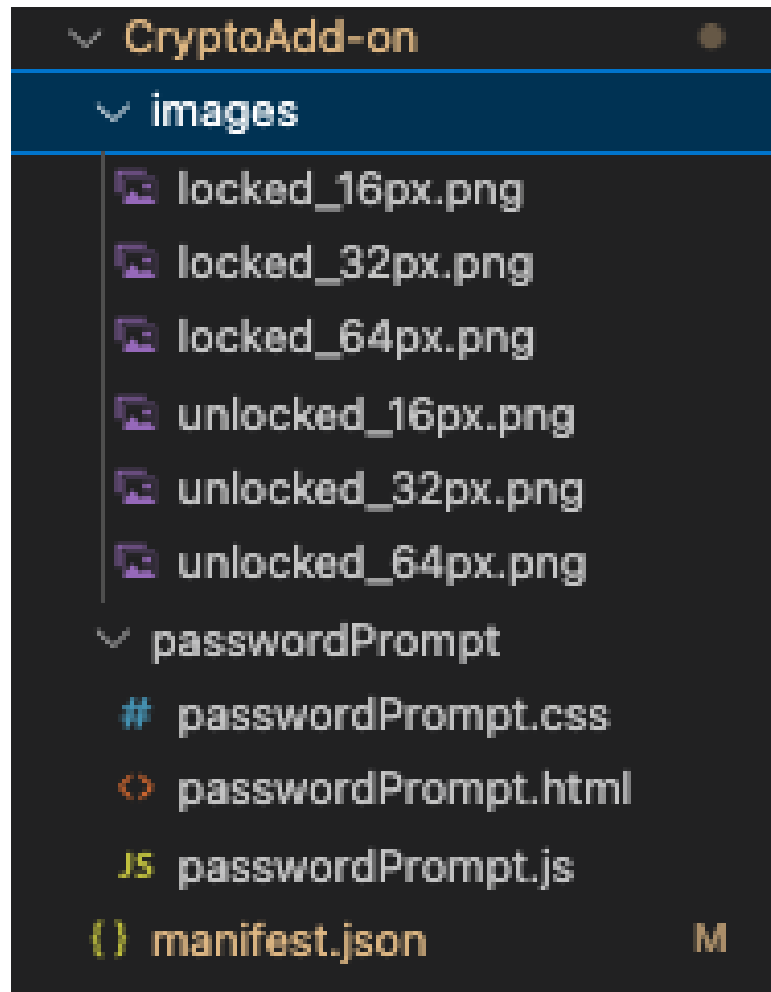 CryptoAdd-on
images
locked_16px.png
locked_32px.png
locked_64px.png
unlocked_16px.png
unlocked_32px.png
unlocked_64px.png
passwordPrompt
# passwordPrompt.css
<> passwordPrompt.html
JS passwordPrompt.js
{} manifest.json M